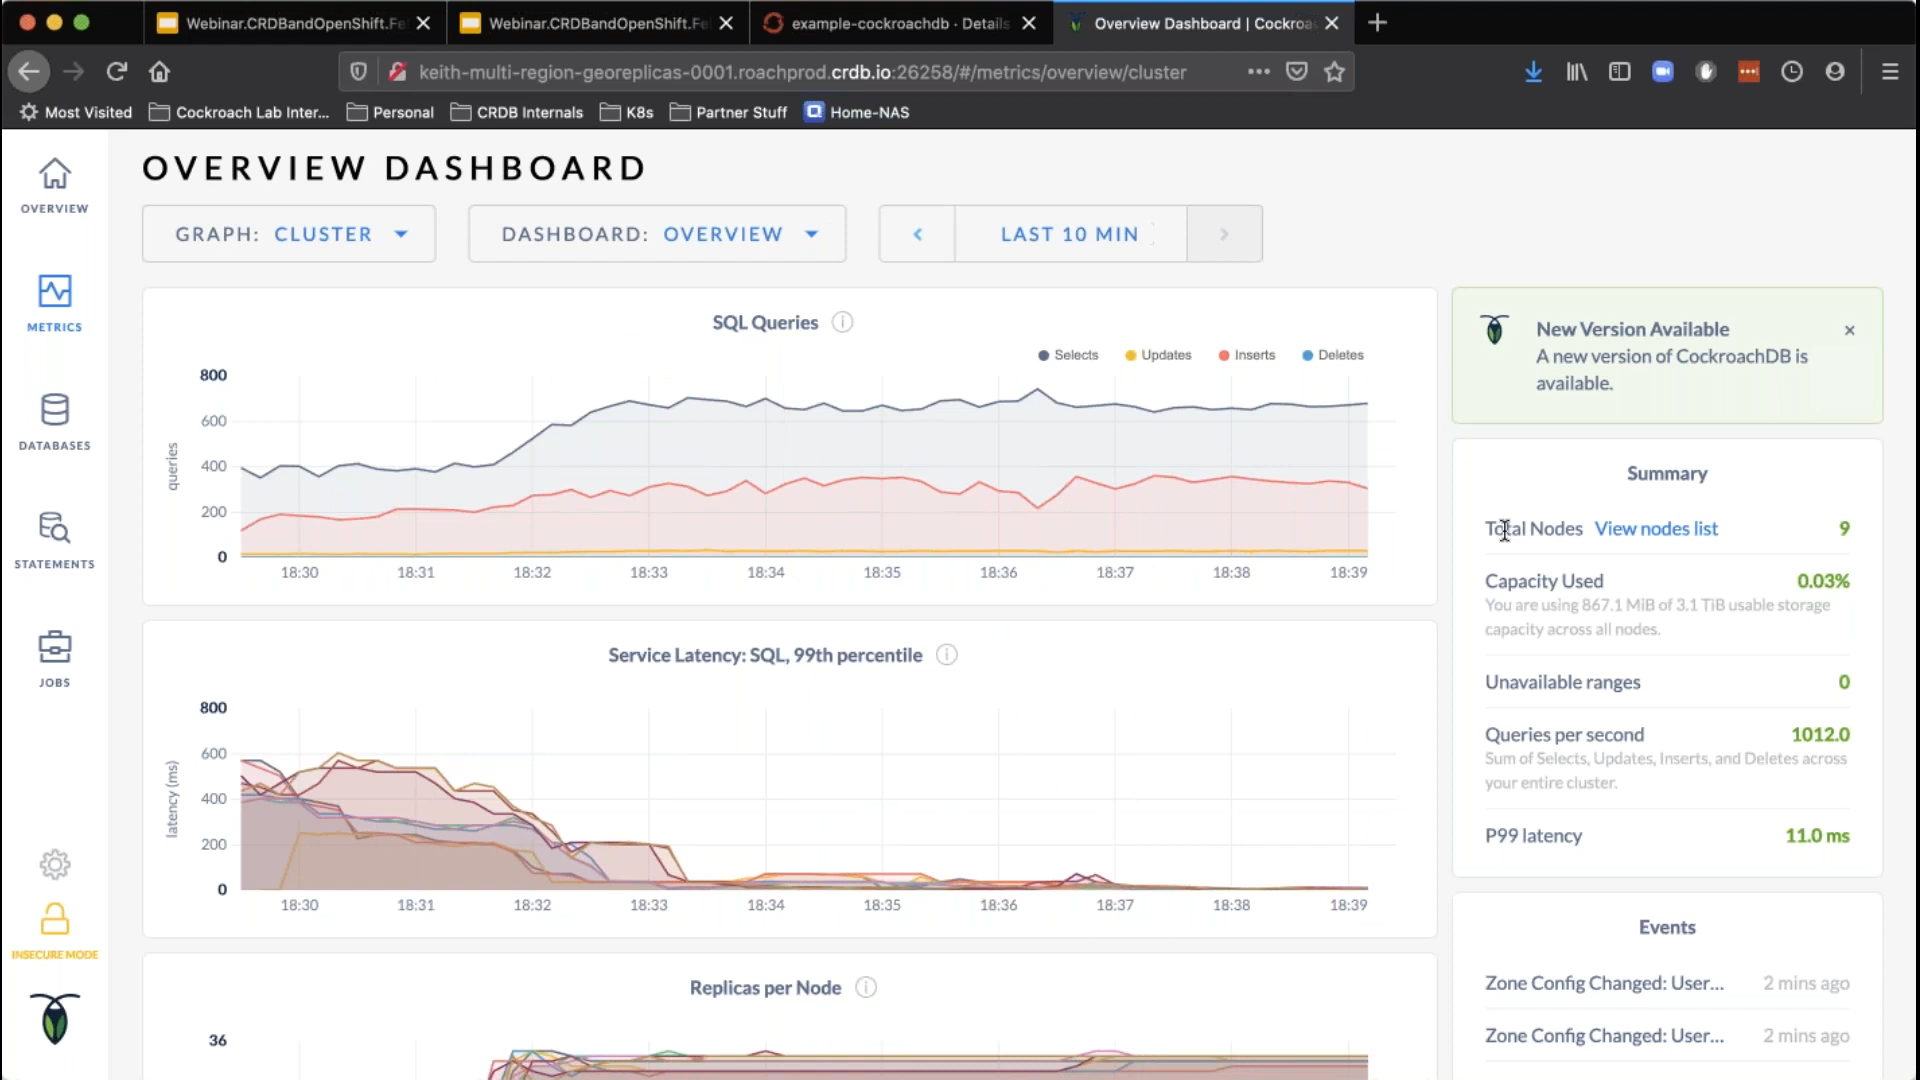 Webinar.CRDBandOpenShift.Fe
Webinar.CRDBandOpenShift.Fe
example-cockroachdb · Details
Overview Dashboard | Cockroa
keith-multi-region-georeplicas-0001.roachprod.crdb.io:26258/#/metrics/overview/cluster
Most Visited
Cockroach Lab Inter...
Personal
CRDB Internals
K8s
Partner Stuff
Home-NAS
OVERVIEW
METRICS
DATABASES
STATEMENTS
JOBS
INSECURE MODE
OVERVIEW DASHBOARD
GRAPH: CLUSTER
DASHBOARD: OVERVIEW
LAST 10 MIN
SQL Queries
Selects Updates Inserts Deletes
800
600
400
200
0
queries
18:30 18:31 18:32 18:33 18:34 18:35 18:36 18:37 18:38 18:39
Service Latency: SQL, 99th percentile
800
600
400
200
0
latency (ms)
18:30 18:31 18:32 18:33 18:34 18:35 18:36 18:37 18:38 18:39
Replicas per Node
36
New Version Available
A new version of CockroachDB is
available.
Summary
Total Nodes View nodes list 9
Capacity Used 0.03%
You are using 867.1 MiB of 3.1 TiB usable storage
capacity across all nodes.
Unavailable ranges 0
Queries per second 1012.0
Sum of Selects, Updates, Inserts, and Deletes across
your entire cluster.
P99 latency 11.0 ms
Events
Zone Config Changed: User... 2 mins ago
Zone Config Changed: User... 2 mins ago